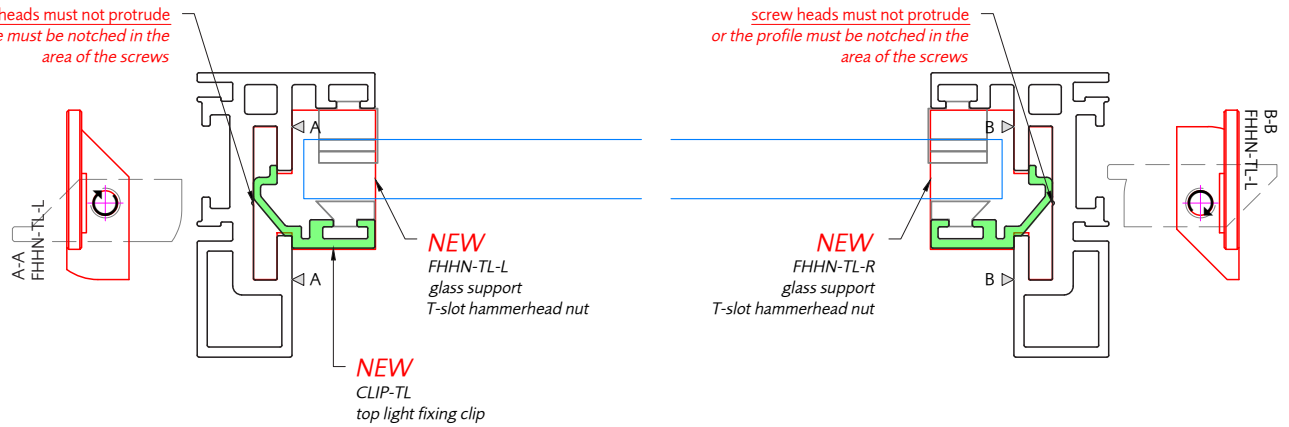 heads must not protrude
must be notched in the
area of the screws
screw heads must not protrude
or the profile must be notched in the
area of the screws
A
B
A-A
FHHN-TL-L
B-B
FHHN-TL-L
NEW
FHHN-TL-L
glass support
T-slot hammerhead nut
NEW
FHHN-TL-R
glass support
T-slot hammerhead nut
A
B
NEW
CLIP-TL
top light fixing clip